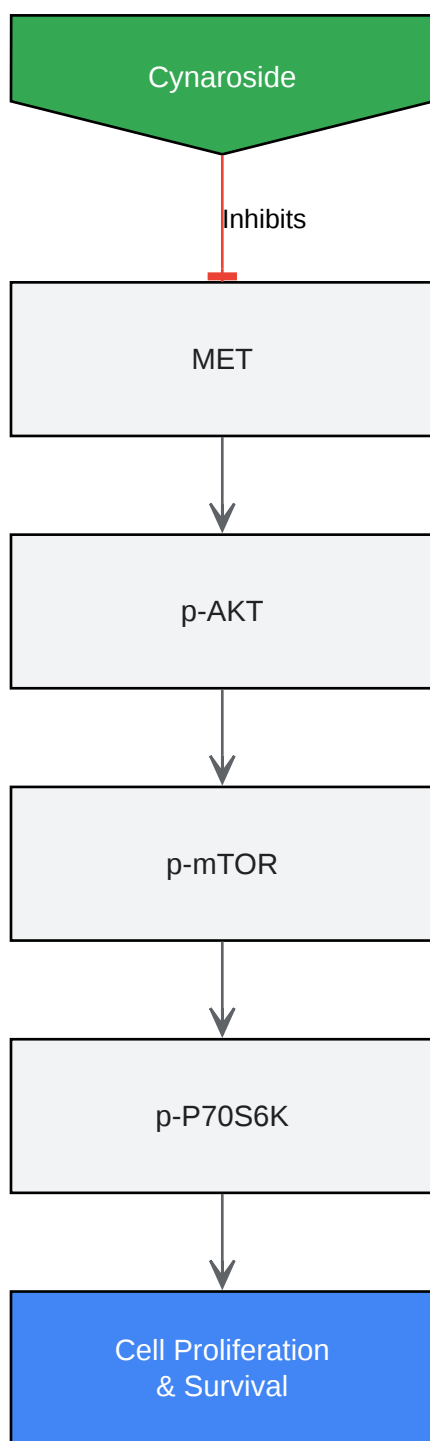 Cynaroside
Inhibits
MET
p-AKT
p-mTOR
p-P70S6K
Cell Proliferation
& Survival